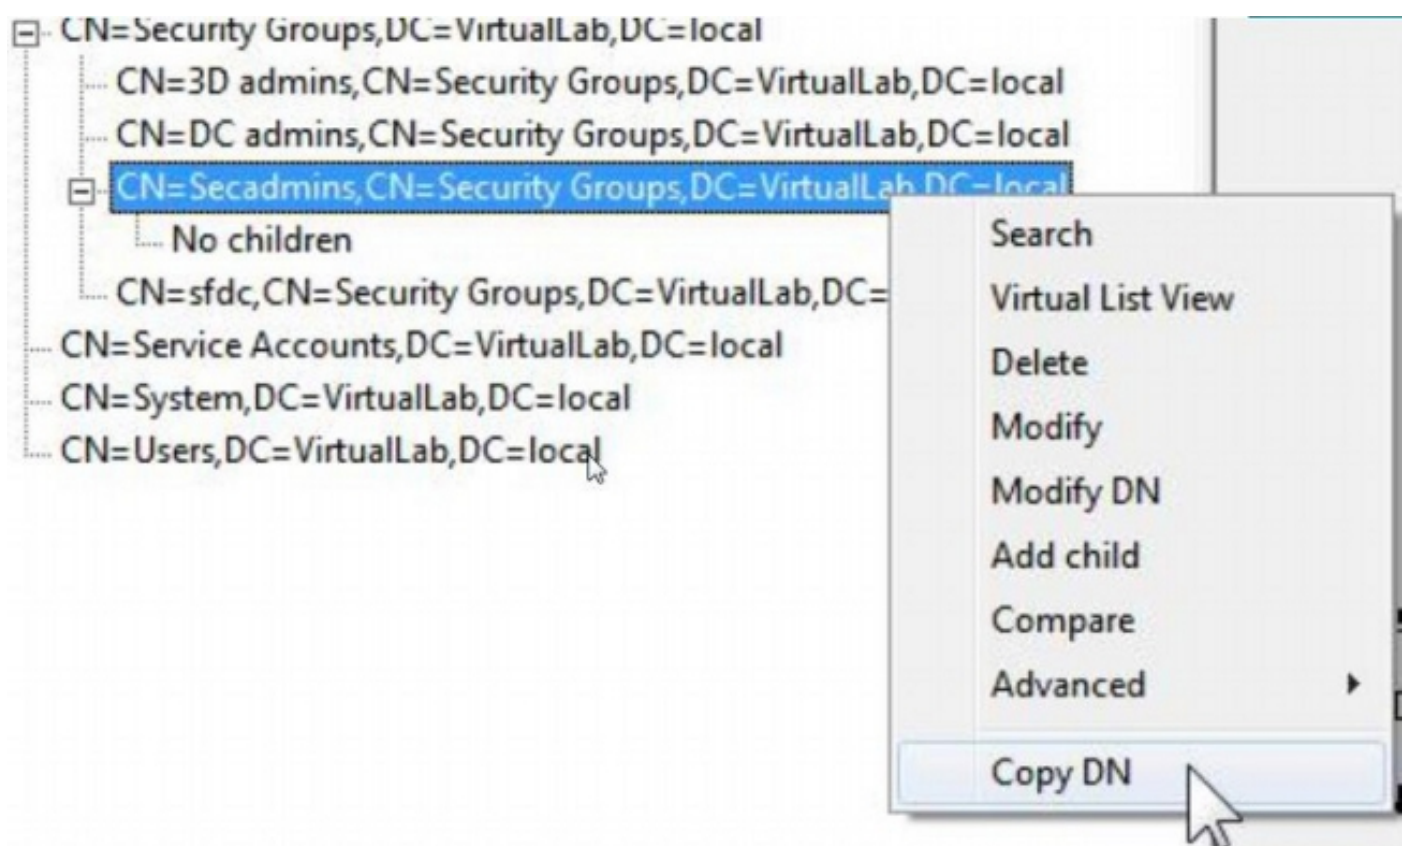 CN=Security Groups,DC=VirtualLab,DC=local
CN=3D admins,CN=Security Groups,DC=VirtualLab,DC=local
CN=DC admins,CN=Security Groups,DC=VirtualLab,DC=local
CN=Secadmins,CN=Security Groups,DC=VirtualLab,DC=local
No children
CN=sfdc,CN=Security Groups,DC=VirtualLab,DC=
CN=Service Accounts,DC=VirtualLab,DC=local
CN=System,DC=VirtualLab,DC=local
CN=Users,DC=VirtualLab,DC=local
Search
Virtual List View
Delete
Modify
Modify DN
Add child
Compare
Advanced
Copy DN